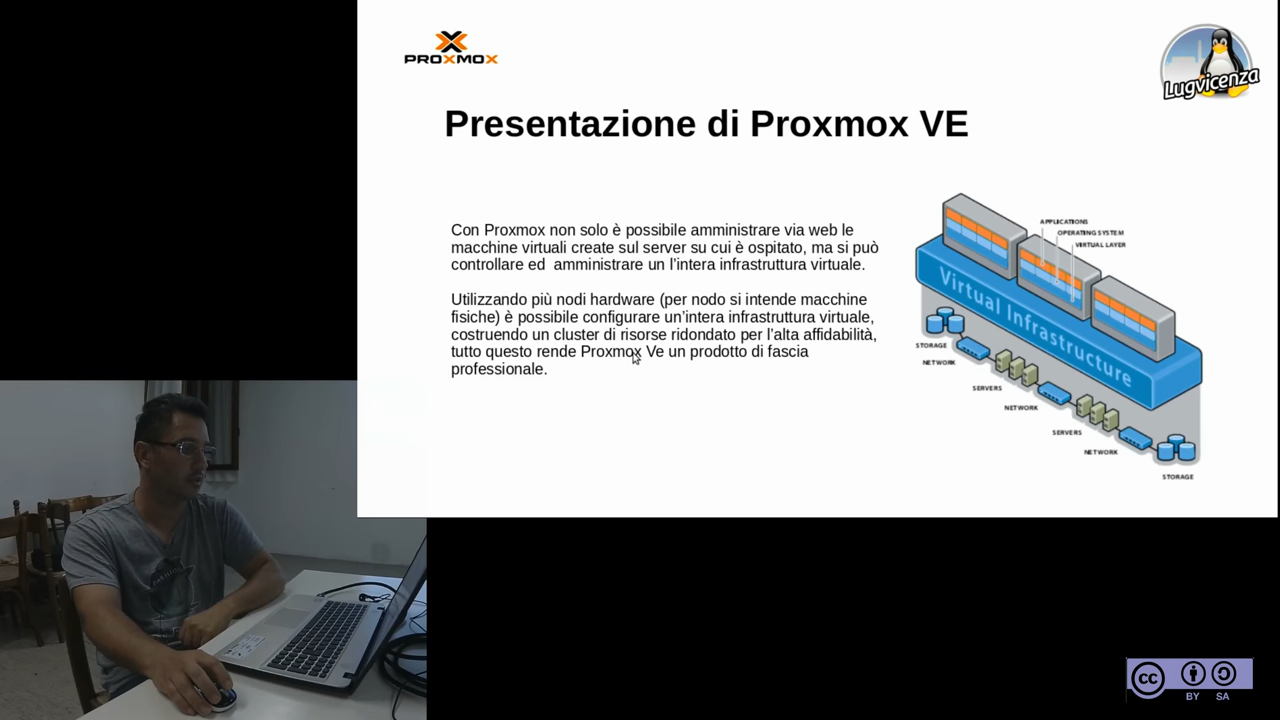 PROXMOX
Lugvicenza
Presentazione di Proxmox VE
Con Proxmox non solo è possibile amministrare via web le
macchine virtuali create sul server su cui è ospitato, ma si può
controllare ed  amministrare un l'intera infrastruttura virtuale.
Utilizzando più nodi hardware (per nodo si intende macchine
fisiche) è possibile configurare un'intera infrastruttura virtuale,
costruendo un cluster di risorse ridondato per l'alta affidabilità,
tutto questo rende Proxmox Ve un prodotto di fascia
professionale.
APPLICATIONS
OPERATING SYSTEM
VIRTUAL LAYER
Virtual Infrastructure
STORAGE
NETWORK
SERVERS
NETWORK
SERVERS
NETWORK
STORAGE
cc
BY SA